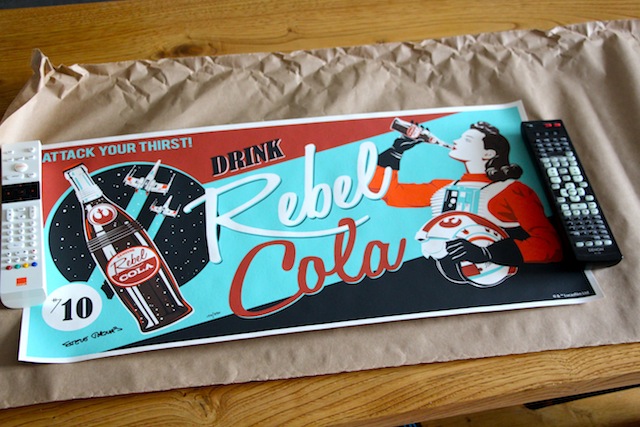 ATTACK YOUR THIRST!
DRINK
Rebel
Cola
Rebel
COLA
10